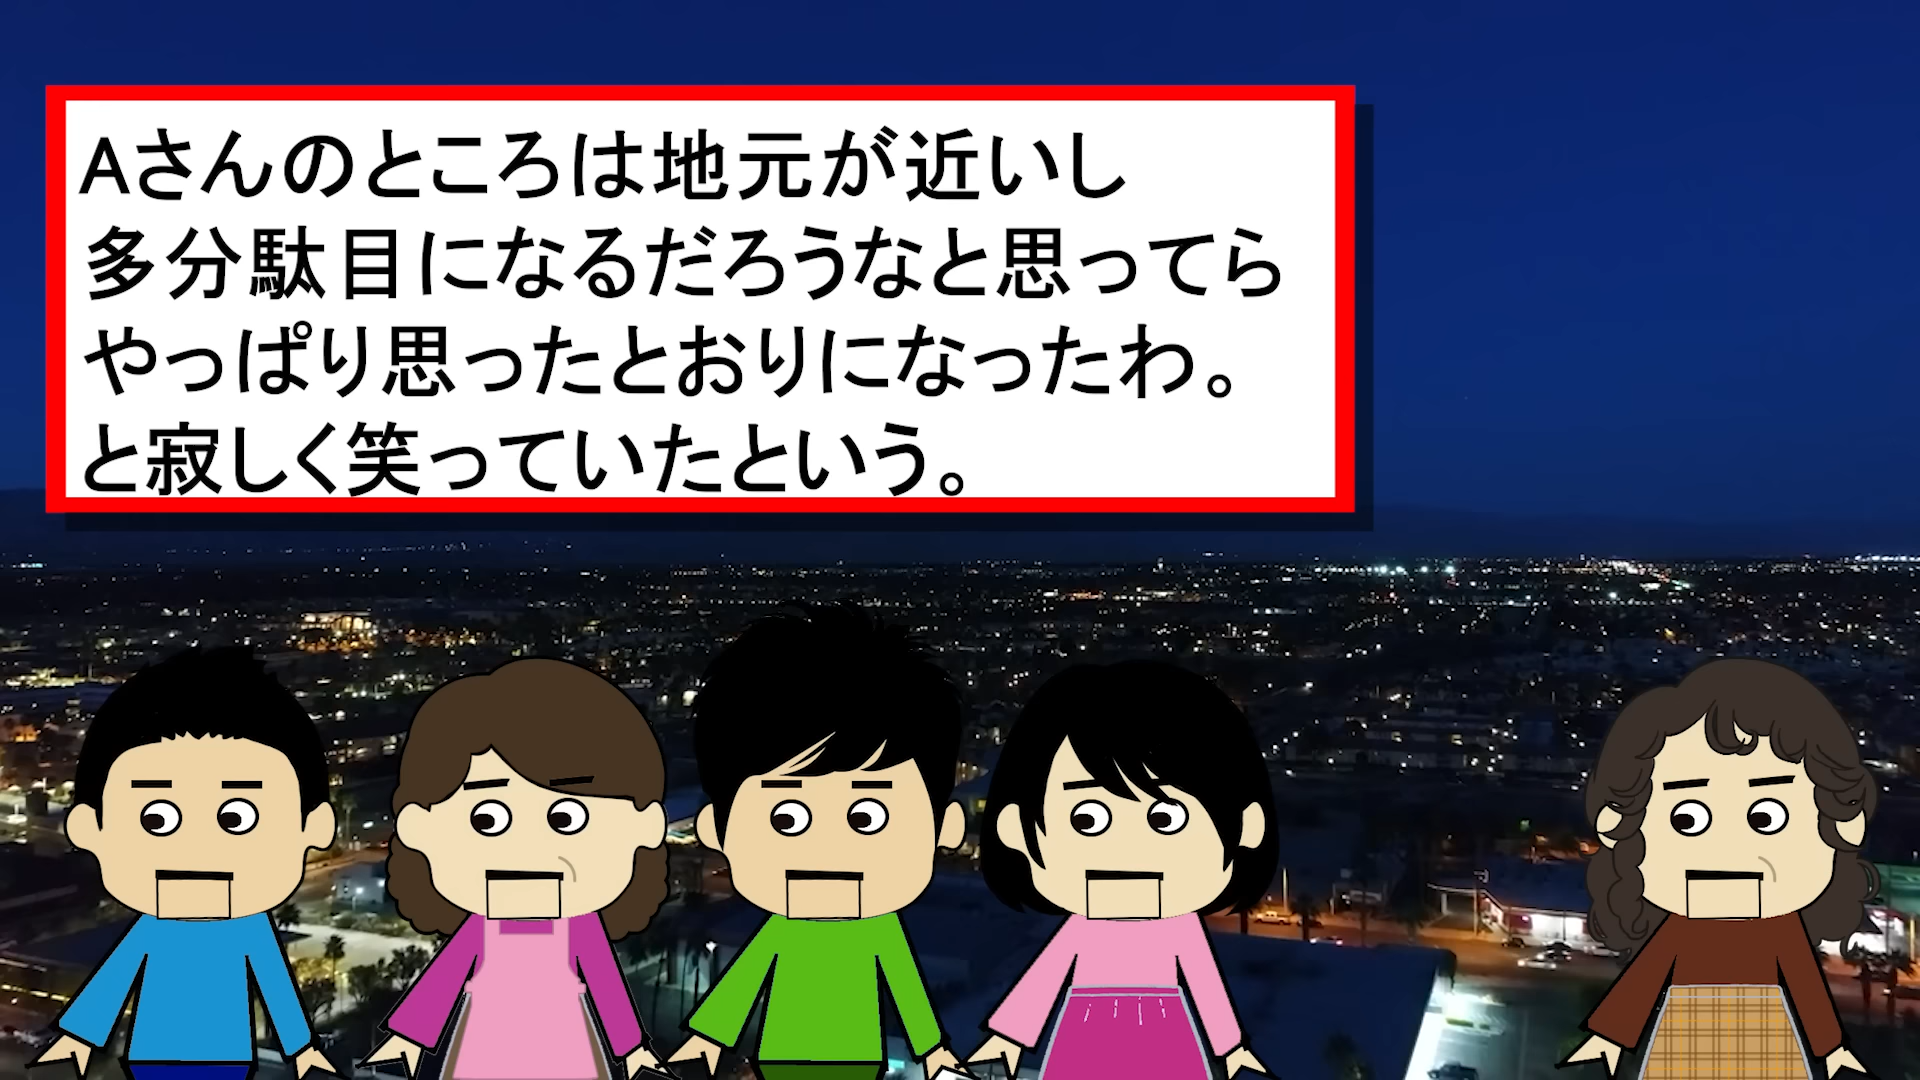 Aさんのところは地元が近いし
多分駄目になるだろうなと思ってら
やっぱり思ったとおりになったわ。
と寂しく笑っていたという。